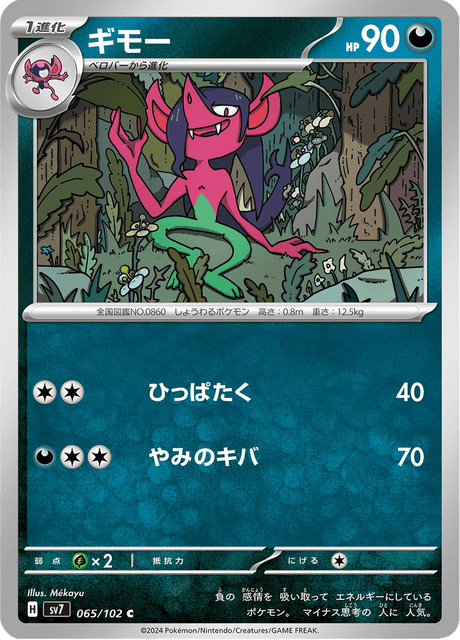 1進化
ギモー
HP 90
ベロバーから進化
全国図鑑NO.0860 しょうわるポケモン 高さ：0.8m 重さ：12.5kg
ひっぱたく 40
やみのキバ 70
弱点 ×2 抵抗力 にげる
Illus. Mékayu
H sv7 065/102 C
負の感情を吸い取ってエネルギーにしている
ポケモン。マイナス思考の人に人気。
©2024 Pokémon/Nintendo/Creatures/GAME FREAK.